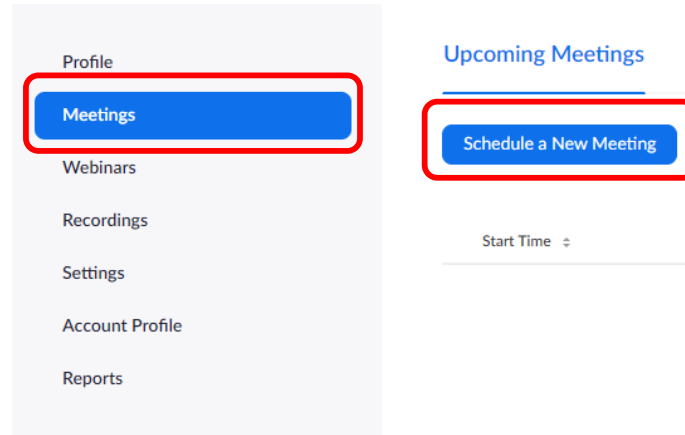 Profile
Meetings
Webinars
Recordings
Settings
Account Profile
Reports
Upcoming Meetings
Schedule a New Meeting
Start Time